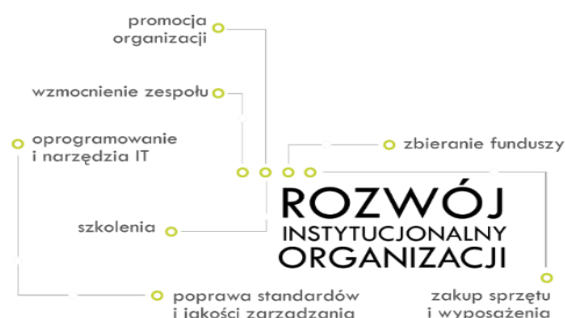 promocja
organizacji
wzmocnienie zespołu
oprogramowanie
i narzędzia IT
zbieranie funduszy
szkolenia
ROZWÓJ
INSTYTUCJONALNY
ORGANIZACJI
poprawa standardów
i jakości zarządzania
zakup sprzętu
i wyposażenia